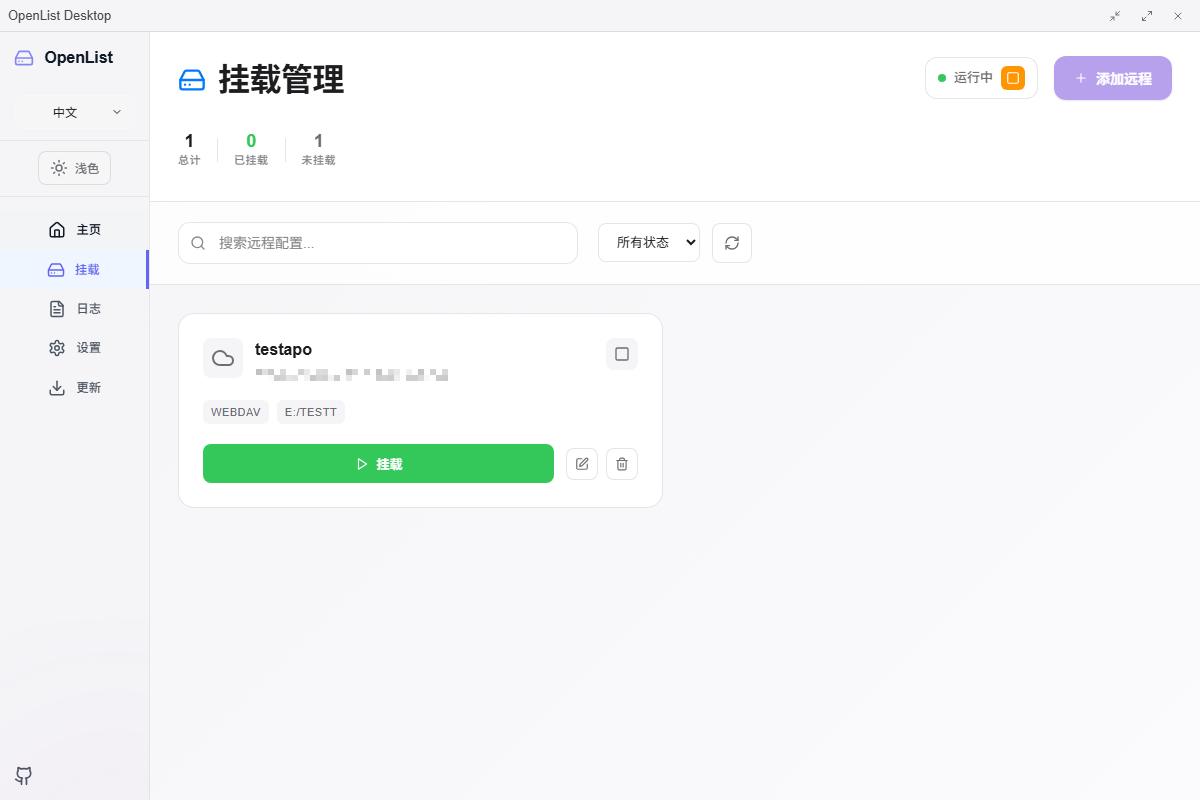 OpenList Desktop
OpenList
中文
浅色
主页
挂载
日志
设置
更新
挂载管理
运行中
添加远程
1
总计
0
已挂载
1
未挂载
搜索远程配置...
所有状态
testapo
WEBDAV
E:/TESTT
挂载